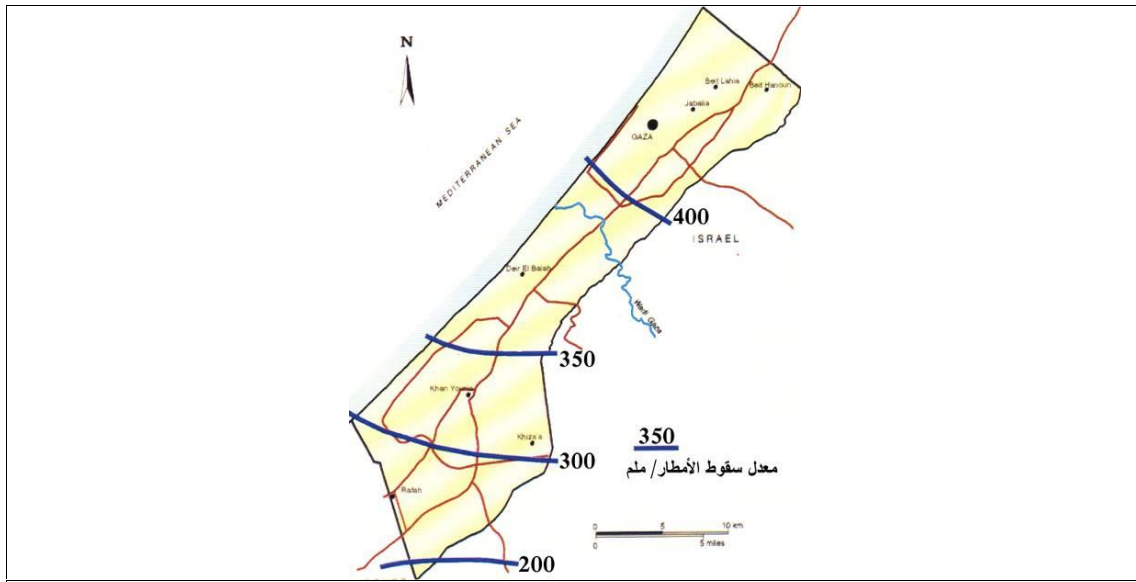 N
MEDITERRANEAN SEA
Beit Lahia
Beit Hanoun
Jabalia
GAZA
400
ISRAEL
Deir El Balah
Wadi Gaza
350
Khan Younis
Khiza'a
300
350
معدل سقوط الأمطار/ ملم
Rafah
0 5 10 km
0 5 miles
200